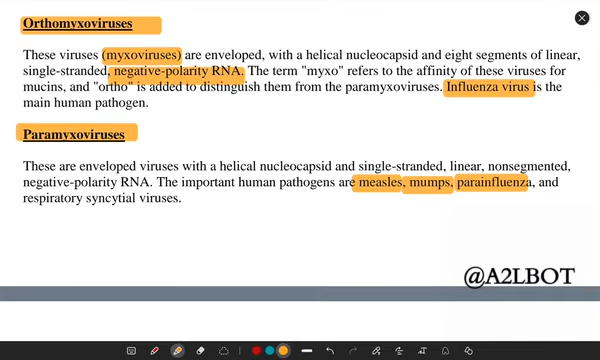 Orthomyxoviruses
These viruses (myxoviruses) are enveloped, with a helical nucleocapsid and eight segments of linear,
single-stranded, negative-polarity RNA. The term "myxo" refers to the affinity of these viruses for
mucins, and "ortho" is added to distinguish them from the paramyxoviruses. Influenza virus is the
main human pathogen.
Paramyxoviruses
These are enveloped viruses with a helical nucleocapsid and single-stranded, linear, nonsegmented,
negative-polarity RNA. The important human pathogens are measles, mumps, parainfluenza, and
respiratory syncytial viruses.
@A2LBOT